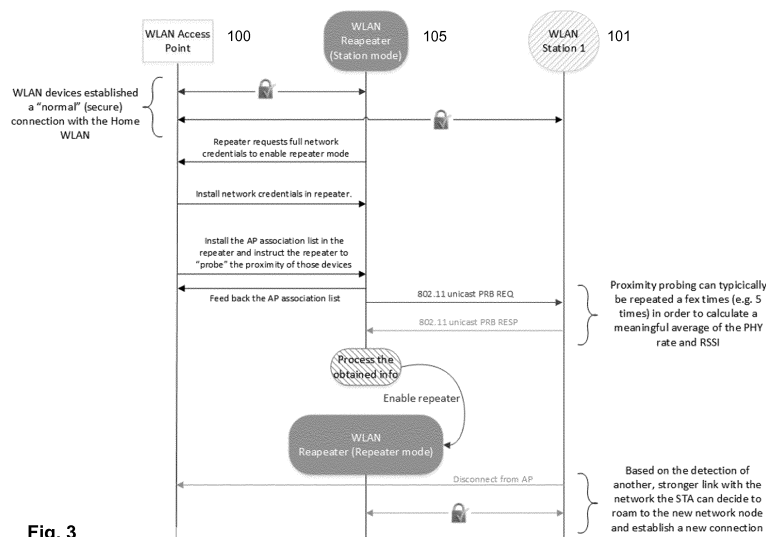 WLAN Access
Point
100
WLAN
Reapeater
(Station mode)
105
WLAN
Station 1
101
WLAN devices established
a "normal" (secure)
connection with the Home
WLAN
Repeater requests full network
credentials to enable repeater mode
Install network credentials in repeater.
Install the AP association list in the
repeater and instruct the repeater to
"probe" the proximity of those devices
Feed back the AP association list
802.11 unicast PRB REQ
802.11 unicast PRB RESP
Proximity probing can typicically
be repeated a few times (e.g. 5
times) in order to calculate a
meaningful average of the PHY
rate and RSSI
Process the
obtained info
Enable repeater
WLAN
Reapeater (Repeater mode)
Disconnect from AP
Based on the detection of
another, stronger link with the
network the STA can decide to
roam to the new network node
and establish a new connection
Fig. 3